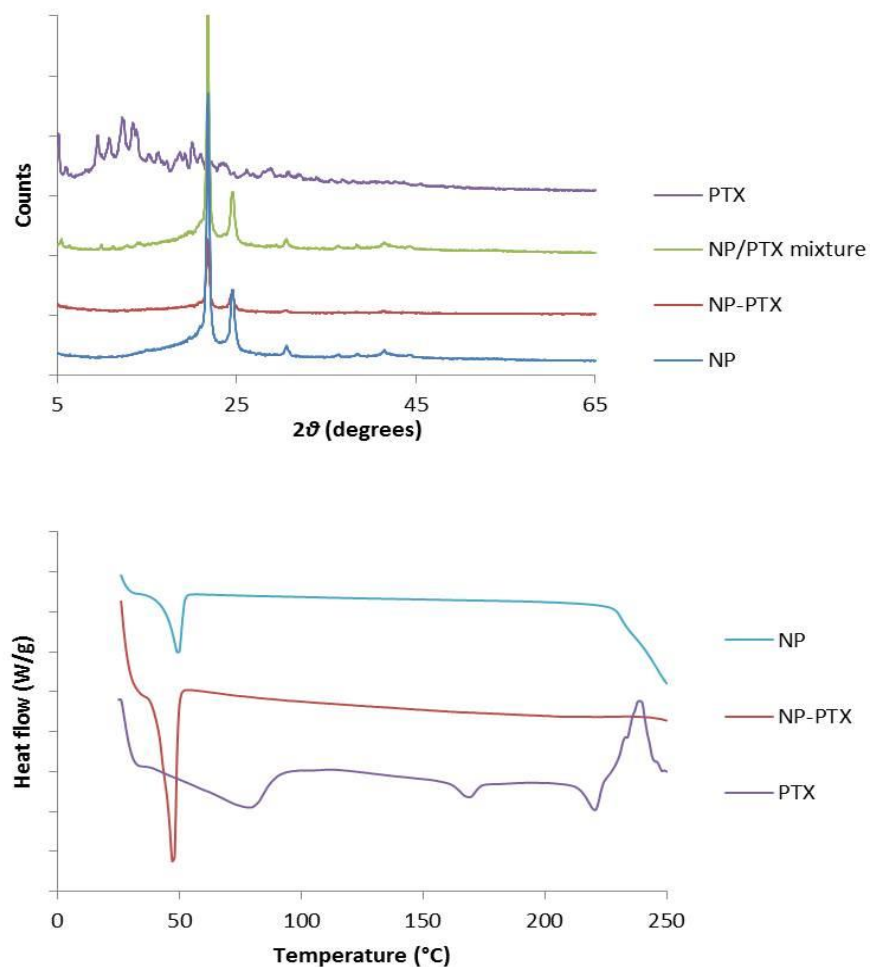 Counts
PTX
NP/PTX mixture
NP-PTX
NP
5
25
45
65
2ϑ (degrees)
Heat flow (W/g)
NP
NP-PTX
PTX
0
50
100
150
200
250
Temperature (°C)